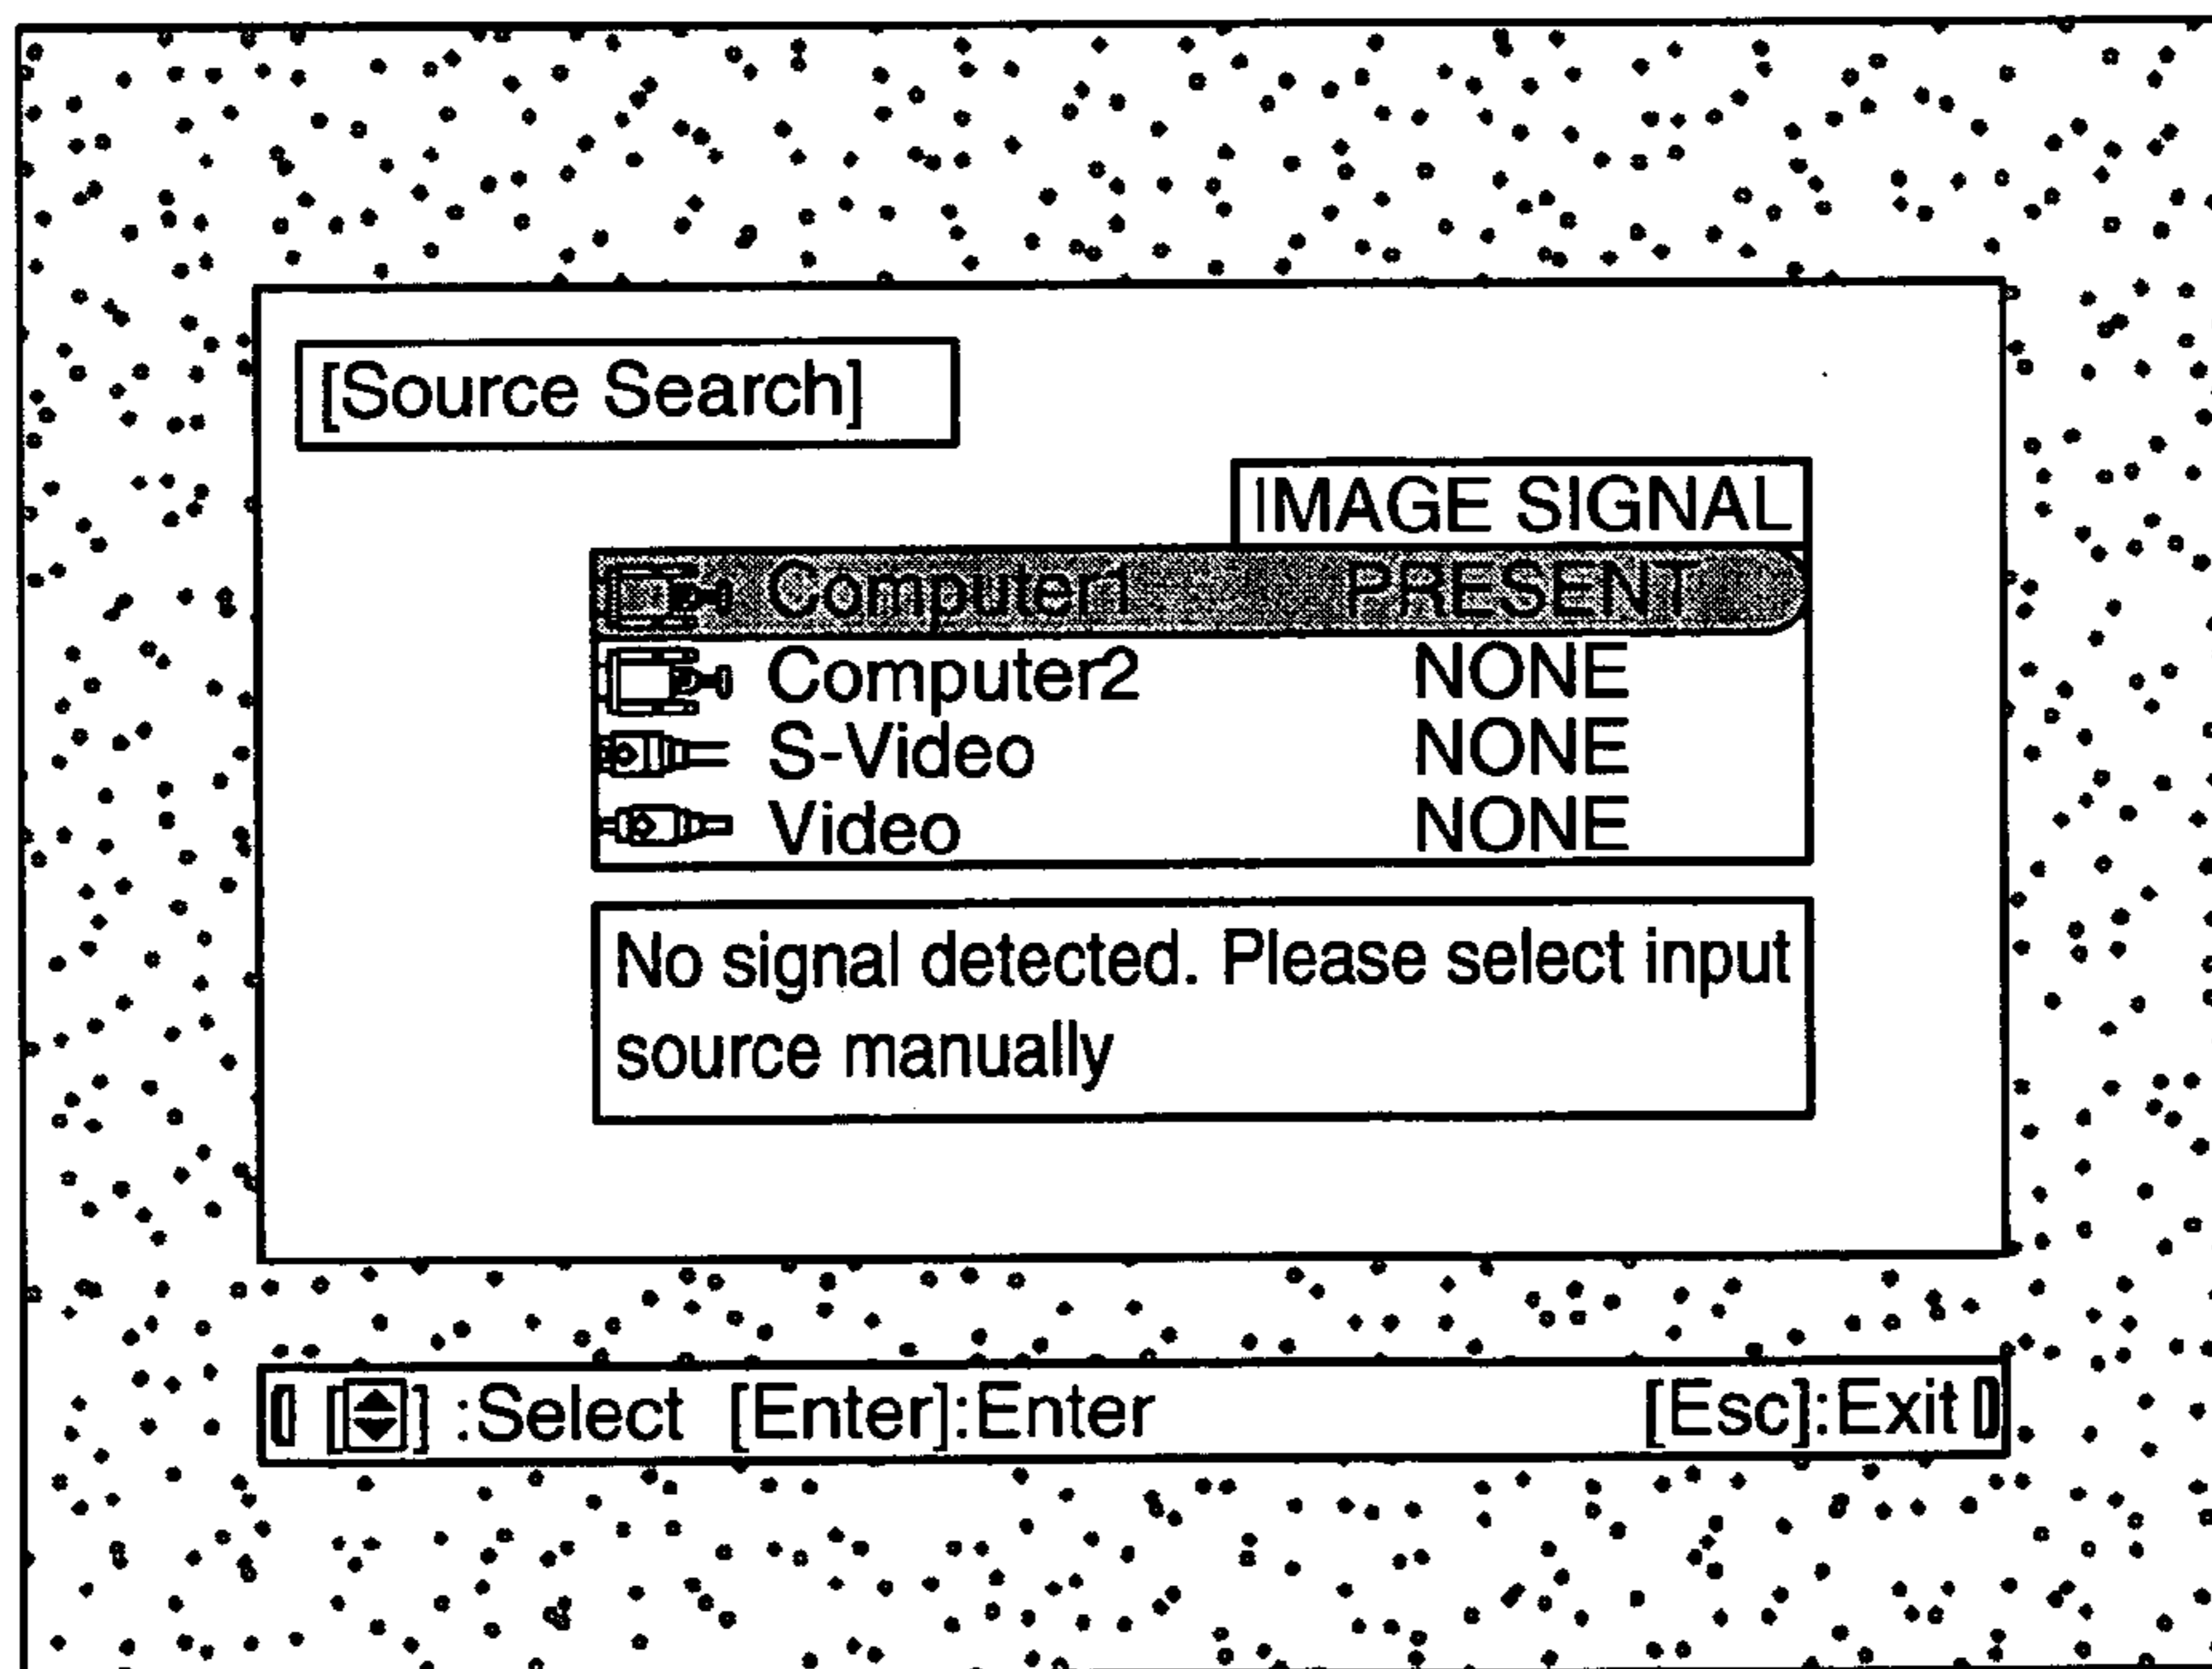 [Source Search]
IMAGE SIGNAL
Computer1 PRESENT
Computer2 NONE
S-Video NONE
Video NONE
No signal detected. Please select input
source manually
[ ] :Select [Enter]:Enter [Esc]:Exit